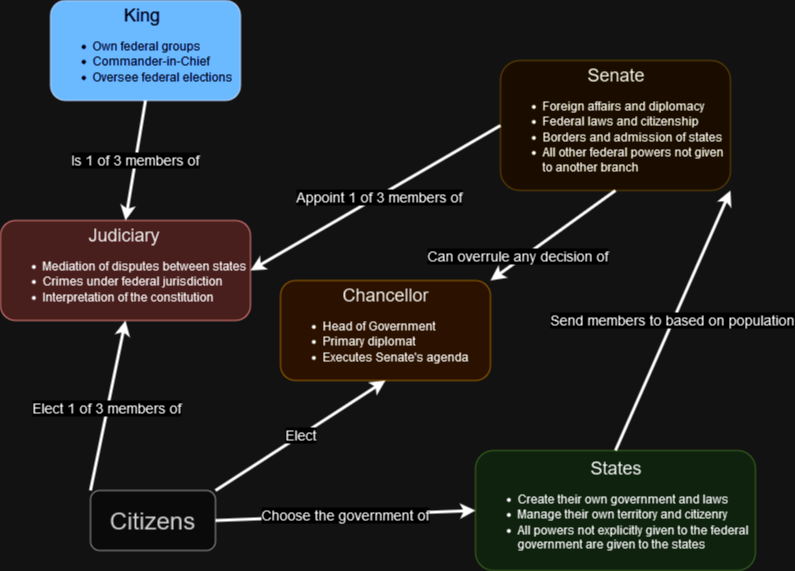 King
• Own federal groups
• Commander-in-Chief
• Oversee federal elections
Senate
• Foreign affairs and diplomacy
• Federal laws and citizenship
• Borders and admission of states
• All other federal powers not given
to another branch
Is 1 of 3 members of
Appoint 1 of 3 members of
Judiciary
• Mediation of disputes between states
• Crimes under federal jurisdiction
• Interpretation of the constitution
Can overrule any decision of
Chancellor
• Head of Government
• Primary diplomat
• Executes Senate's agenda
Send members to based on population
Elect 1 of 3 members of
Elect
States
• Create their own government and laws
• Manage their own territory and citizenry
• All powers not explicitly given to the federal
government are given to the states
Citizens
Choose the government of